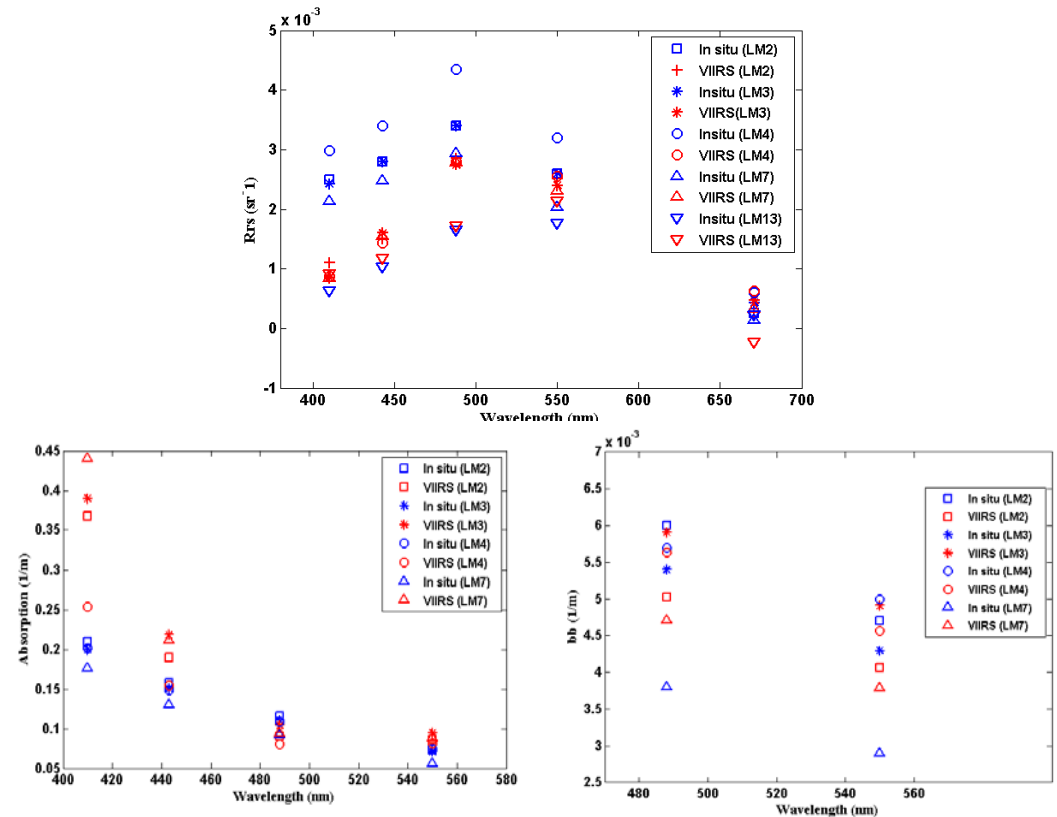 x 10⁻³
5
4
3
2
1
0
-1
Rrs (sr⁻1)
400 450 500 550 600 650 700
Wavelength (nm)
In situ (LM2)
VIIRS (LM2)
Insitu (LM3)
VIIRS(LM3)
Insitu (LM4)
VIIRS (LM4)
Insitu (LM7)
VIIRS (LM7)
Insitu (LM13)
VIIRS (LM13)
0.45
0.4
0.35
0.3
0.25
0.2
0.15
0.1
0.05
Absorption (1/m)
400 420 440 460 480 500 520 540 560 580
Wavelength (nm)
In situ (LM2)
VIIRS (LM2)
In situ (LM3)
VIIRS (LM3)
In situ (LM4)
VIIRS (LM4)
In situ (LM7)
VIIRS (LM7)
x 10⁻³
7
6.5
6
5.5
5
4.5
4
3.5
3
2.5
bb (1/m)
480 500 520 540 560
Wavelength (nm)
In situ (LM2)
VIIRS (LM2)
In situ (LM3)
VIIRS (LM3)
In situ (LM4)
VIIRS (LM4)
In situ (LM7)
VIIRS (LM7)